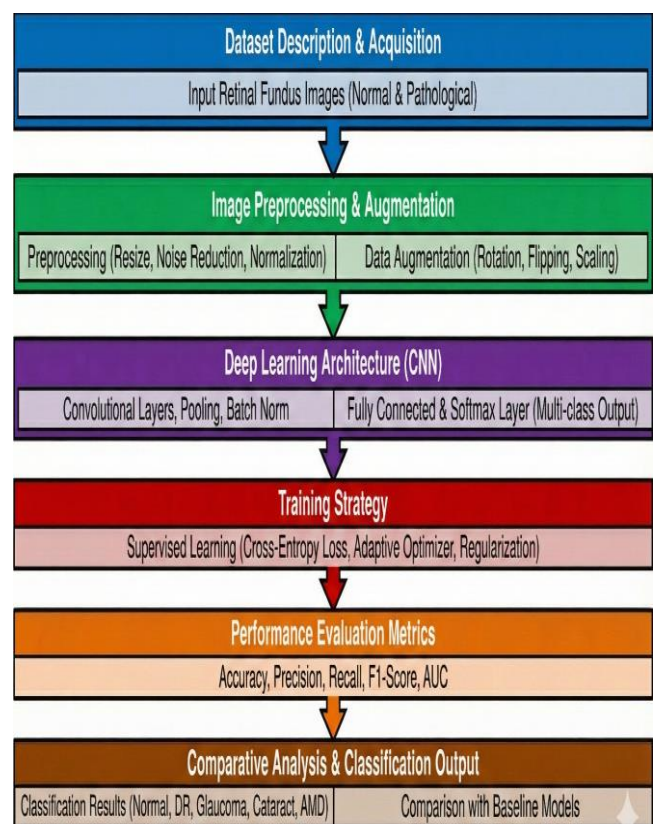 Dataset Description & Acquisition
Input Retinal Fundus Images (Normal & Pathological)
Image Preprocessing & Augmentation
Preprocessing (Resize, Noise Reduction, Normalization)
Data Augmentation (Rotation, Flipping, Scaling)
Deep Learning Architecture (CNN)
Convolutional Layers, Pooling, Batch Norm
Fully Connected & Softmax Layer (Multi-class Output)
Training Strategy
Supervised Learning (Cross-Entropy Loss, Adaptive Optimizer, Regularization)
Performance Evaluation Metrics
Accuracy, Precision, Recall, F1-Score, AUC
Comparative Analysis & Classification Output
Classification Results (Normal, DR, Glaucoma, Cataract, AMD)
Comparison with Baseline Models